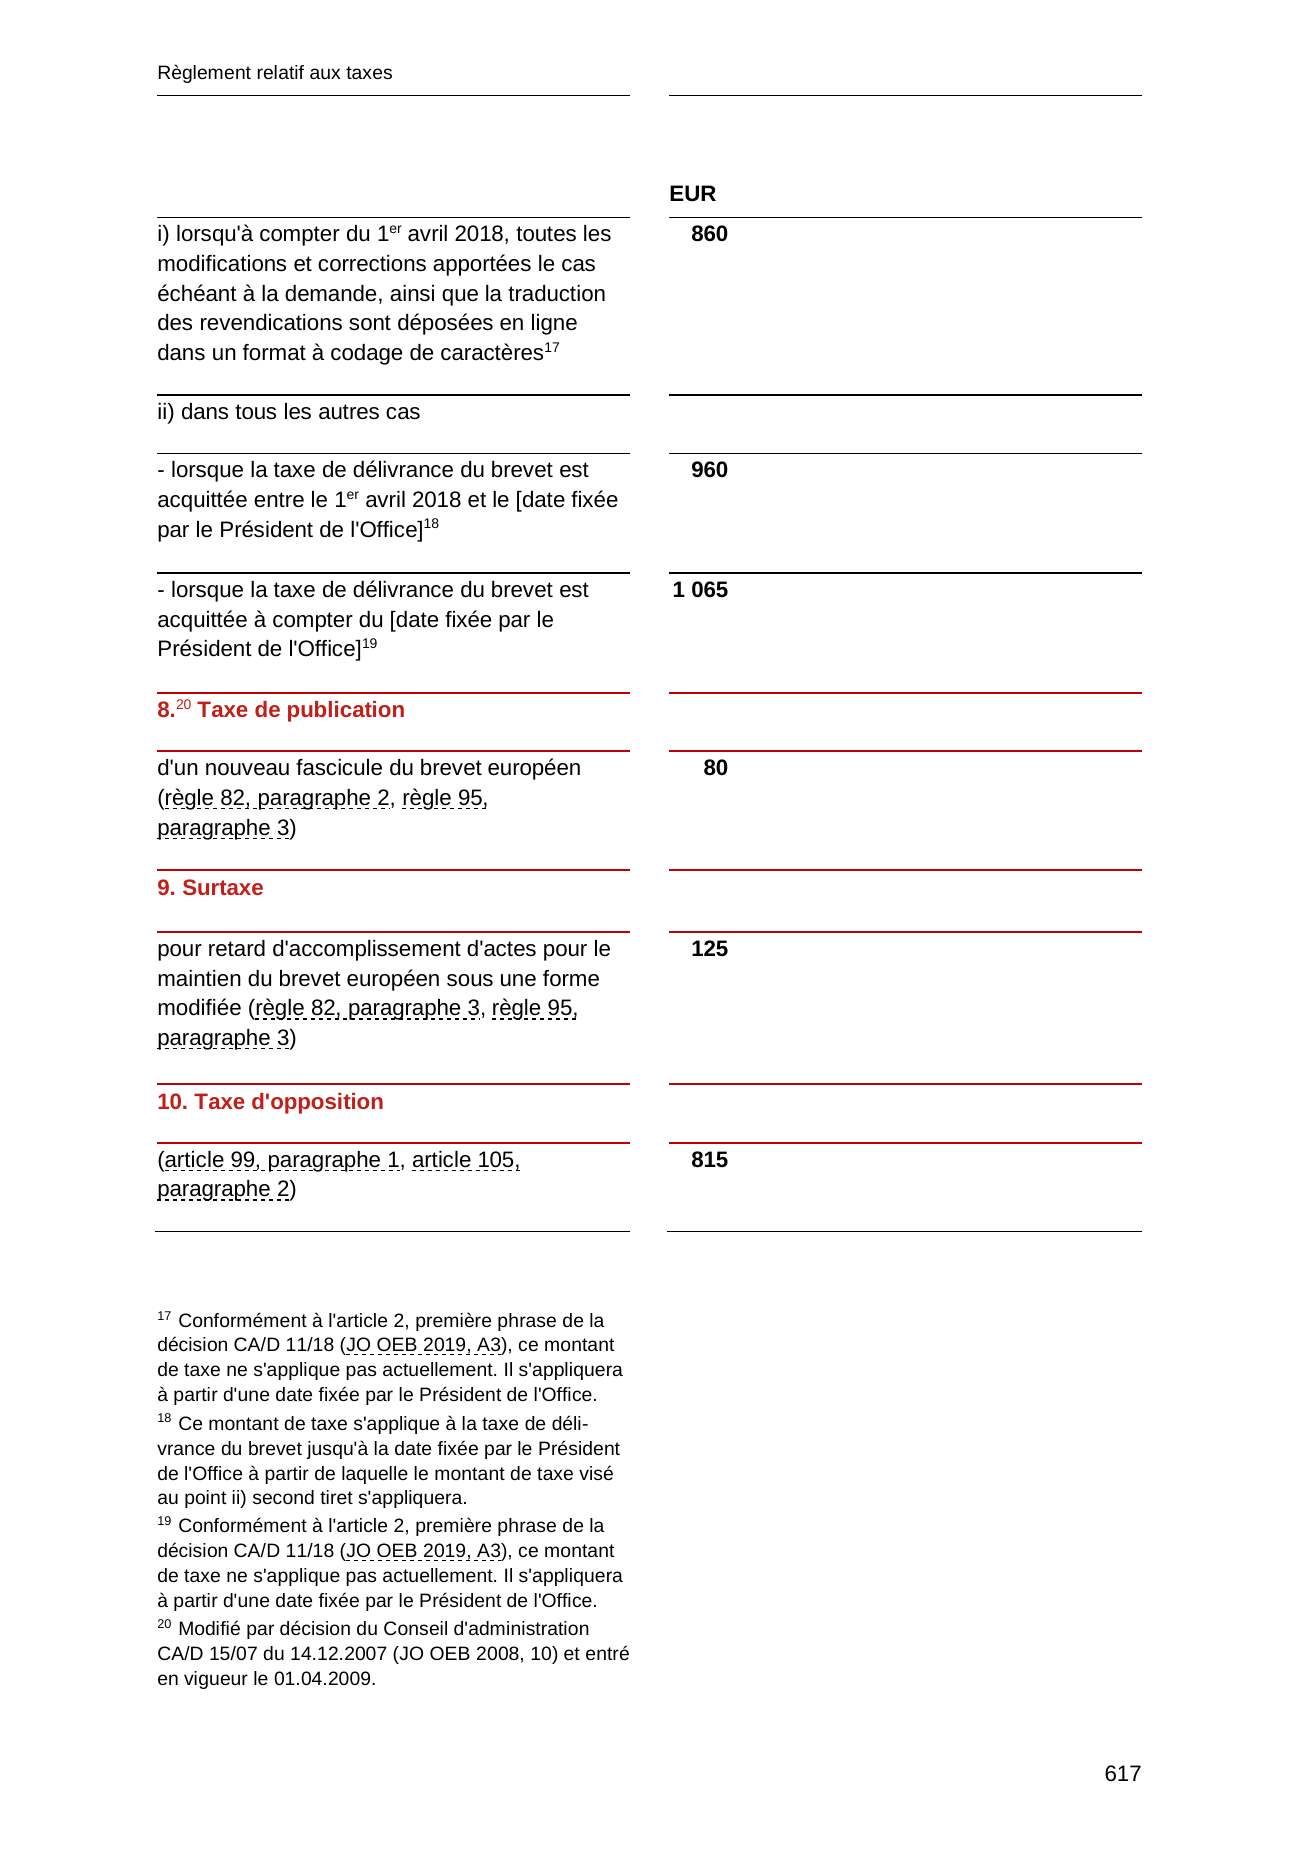 Règlement relatif aux taxes
EUR
i) lorsqu'à compter du 1er avril 2018, toutes les 860
modifications et corrections apportées le cas
échéant à la demande, ainsi que la traduction
des revendications sont déposées en ligne
dans un format à codage de caractères17
ii) dans tous les autres cas
- lorsque la taxe de délivrance du brevet est 960
acquittée entre le 1er avril 2018 et le [date fixée
par le Président de l'Office]18
- lorsque la taxe de délivrance du brevet est 1 065
acquittée à compter du [date fixée par le
Président de l'Office]19
8.20 Taxe de publication
d'un nouveau fascicule du brevet européen 80
(règle 82, paragraphe 2, règle 95,
paragraphe 3)
9. Surtaxe
pour retard d'accomplissement d'actes pour le 125
maintien du brevet européen sous une forme
modifiée (règle 82, paragraphe 3, règle 95,
paragraphe 3)
10. Taxe d'opposition
(article 99, paragraphe 1, article 105, 815
paragraphe 2)
17 Conformément à l'article 2, première phrase de la
décision CA/D 11/18 (JO OEB 2019, A3), ce montant
de taxe ne s'applique pas actuellement. Il s'appliquera
à partir d'une date fixée par le Président de l'Office.
18 Ce montant de taxe s'applique à la taxe de déli-
vrance du brevet jusqu'à la date fixée par le Président
de l'Office à partir de laquelle le montant de taxe visé
au point ii) second tiret s'appliquera.
19 Conformément à l'article 2, première phrase de la
décision CA/D 11/18 (JO OEB 2019, A3), ce montant
de taxe ne s'applique pas actuellement. Il s'appliquera
à partir d'une date fixée par le Président de l'Office.
20 Modifié par décision du Conseil d'administration
CA/D 15/07 du 14.12.2007 (JO OEB 2008, 10) et entré
en vigueur le 01.04.2009.
617